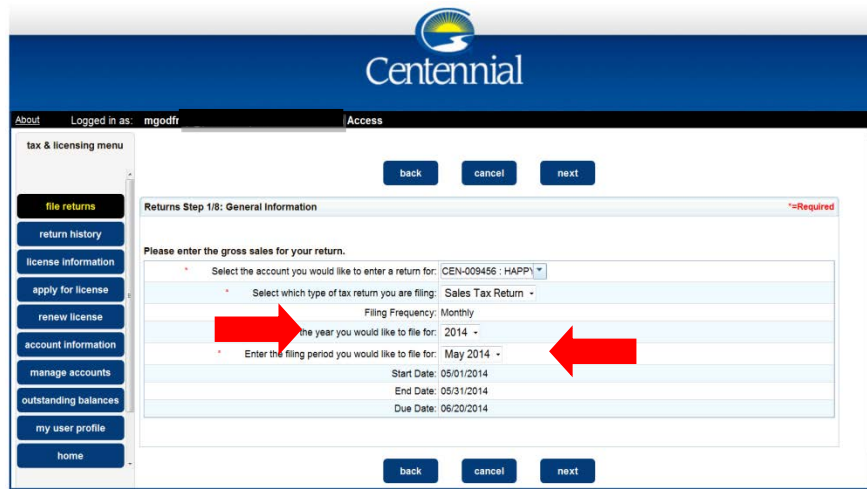 Centennial
About Logged in as: mgodfr Access
tax & licensing menu
back cancel next
file returns
Returns Step 1/8: General Information *=Required
return history
Please enter the gross sales for your return.
license information
* Select the account you would like to enter a return for: CEN-009456 : HAPPY
apply for license
* Select which type of tax return you are filing: Sales Tax Return
renew license
Filing Frequency: Monthly
the year you would like to file for: 2014
account information
* Enter the filing period you would like to file for: May 2014
manage accounts
Start Date: 05/01/2014
outstanding balances
End Date: 05/31/2014
Due Date: 06/20/2014
my user profile
home
back cancel next